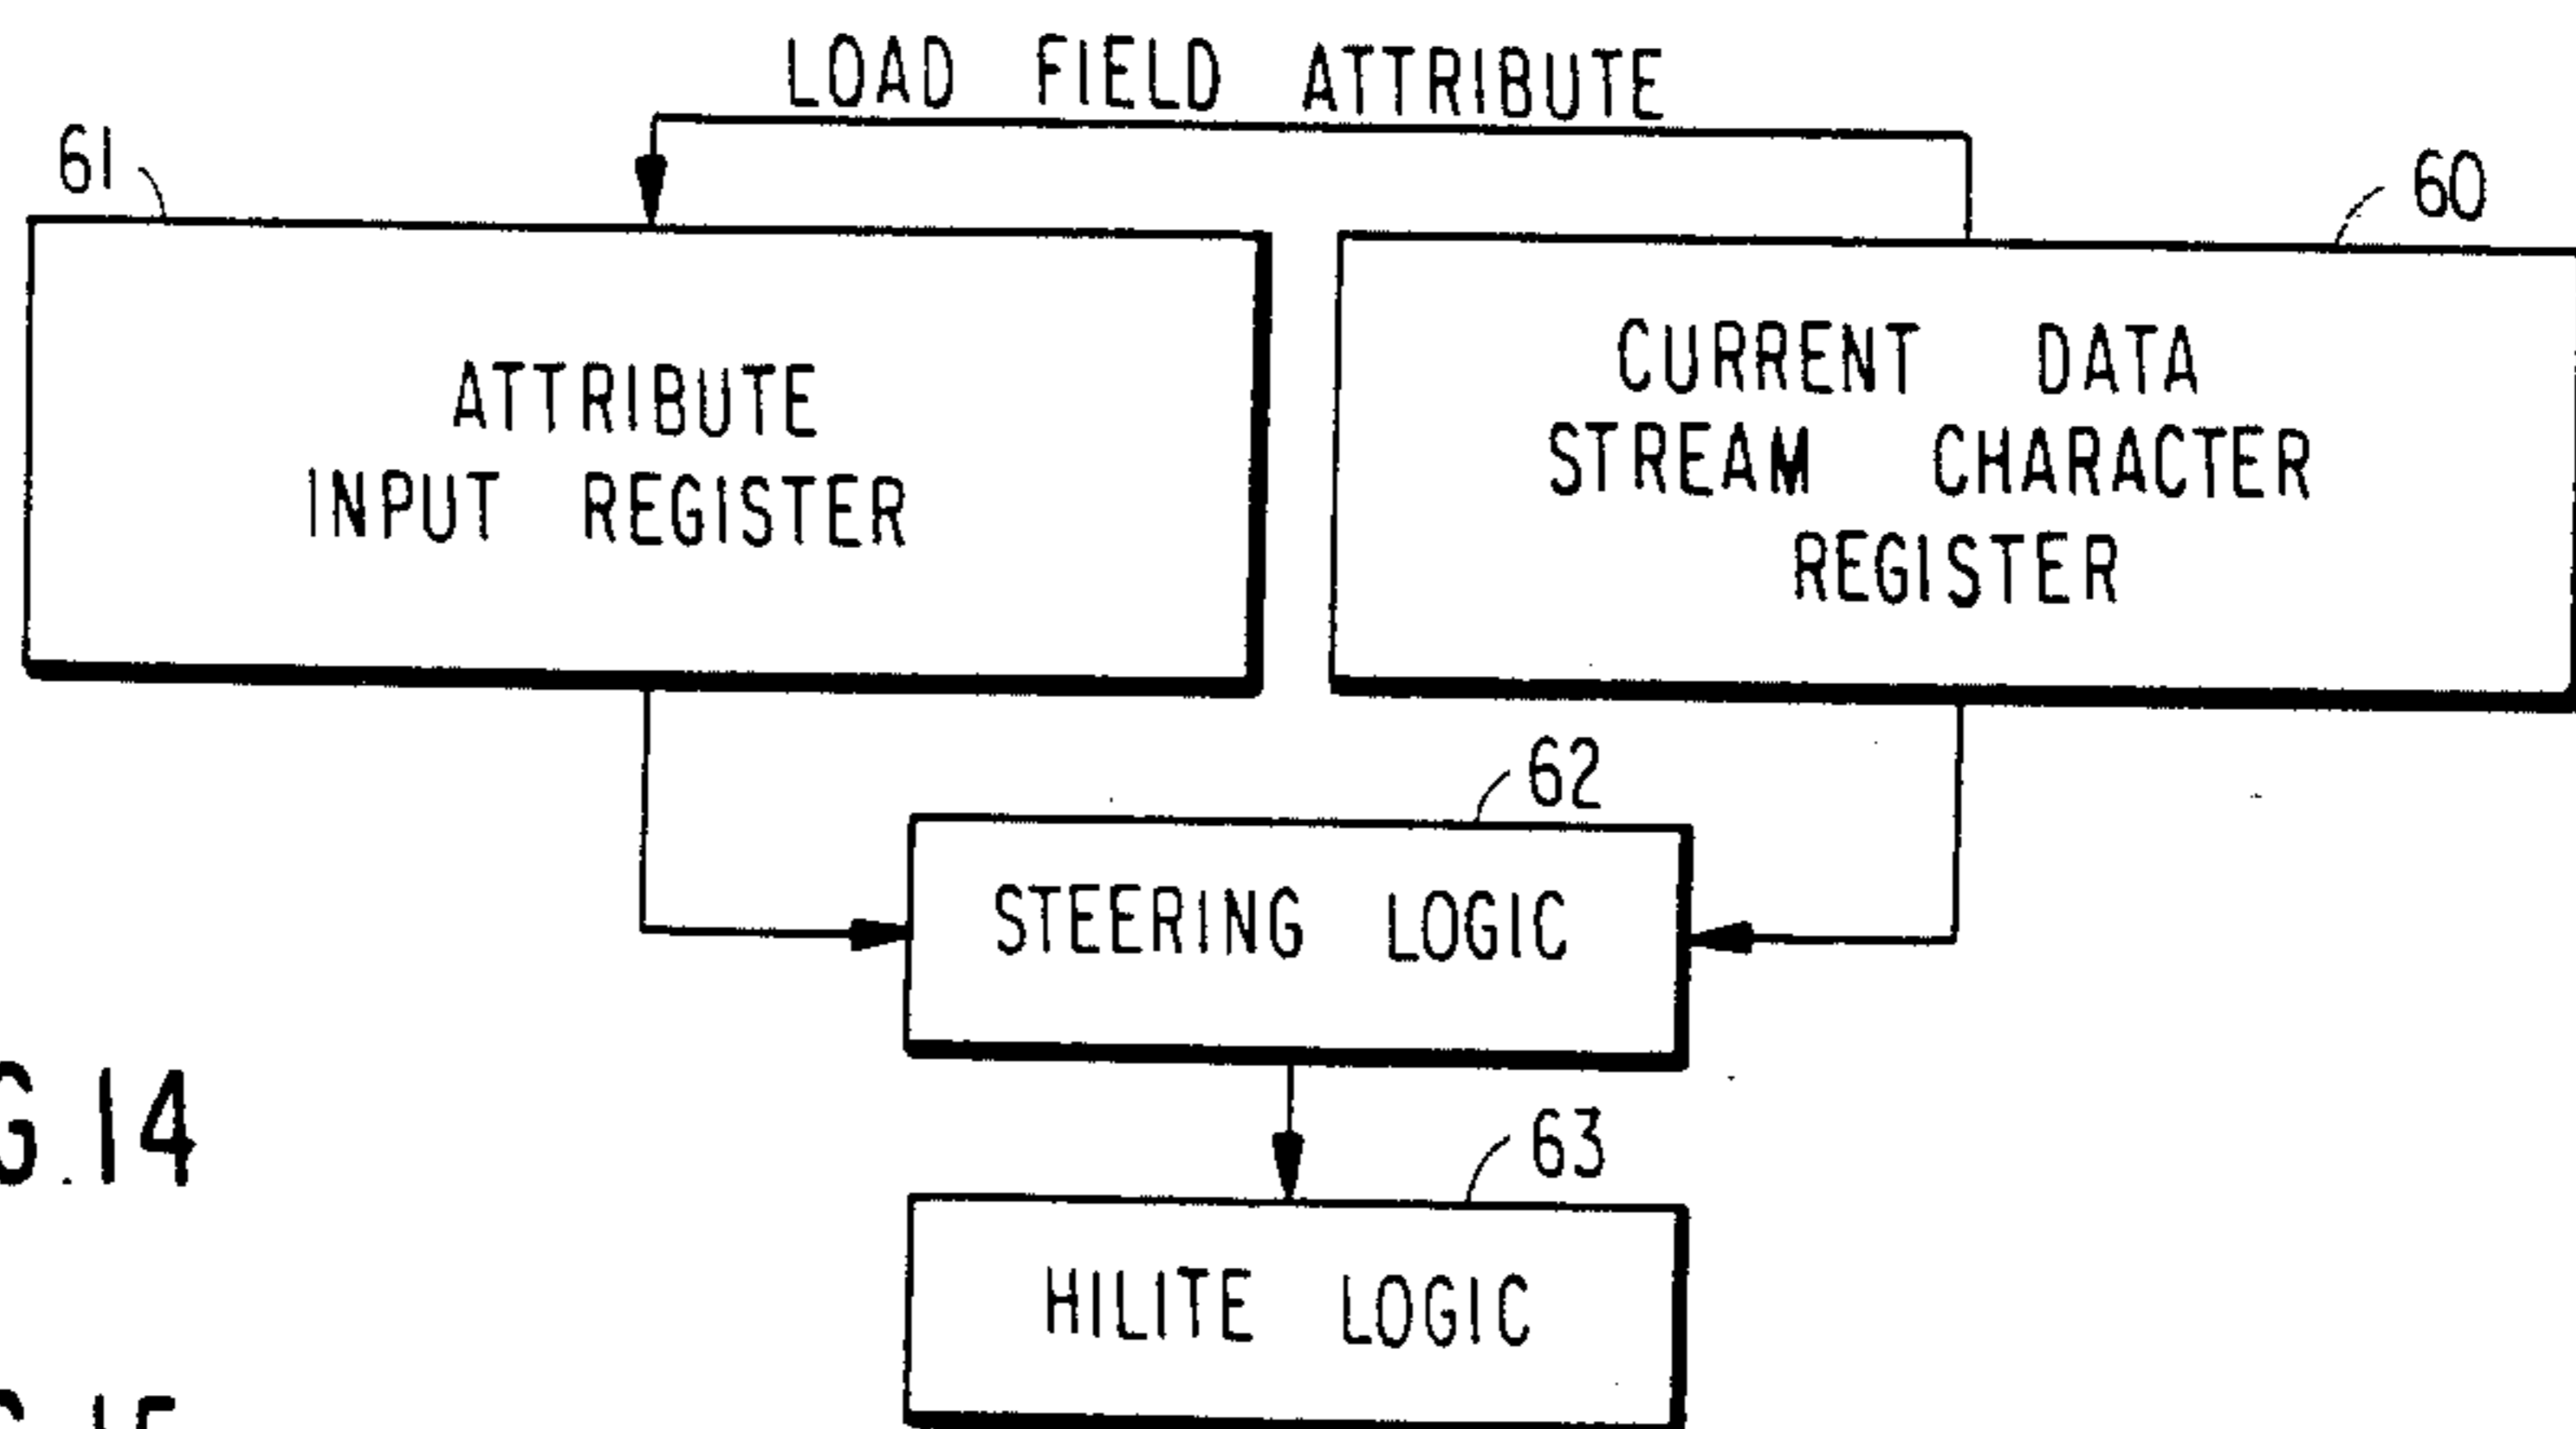 LOAD FIELD ATTRIBUTE
61
60
ATTRIBUTE
INPUT REGISTER
CURRENT DATA
STREAM CHARACTER
REGISTER
62
STEERING LOGIC
63
HILITE LOGIC
G.14